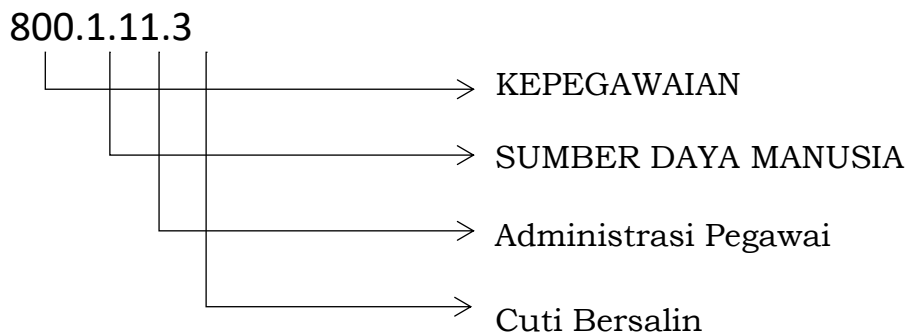 800.1.11.3
KEPEGAWAIAN
SUMBER DAYA MANUSIA
Administrasi Pegawai
Cuti Bersalin